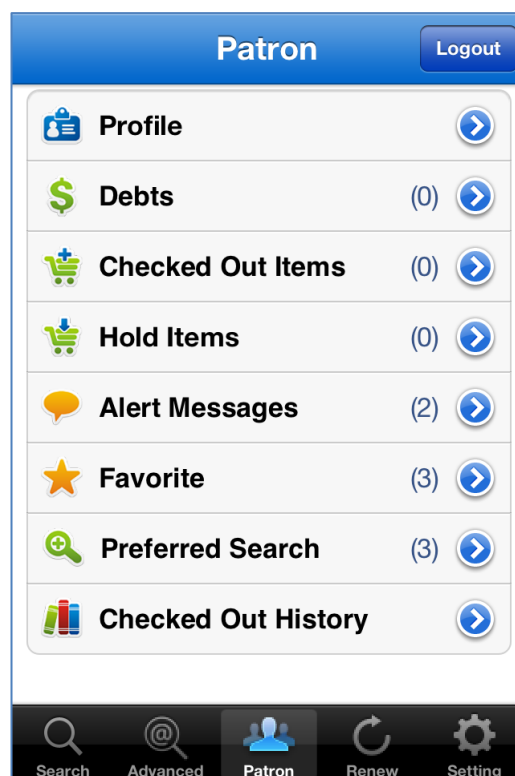 Patron Logout
Profile
Debts (0)
Checked Out Items (0)
Hold Items (0)
Alert Messages (2)
Favorite (3)
Preferred Search (3)
Checked Out History
Search Advanced Patron Renew Setting